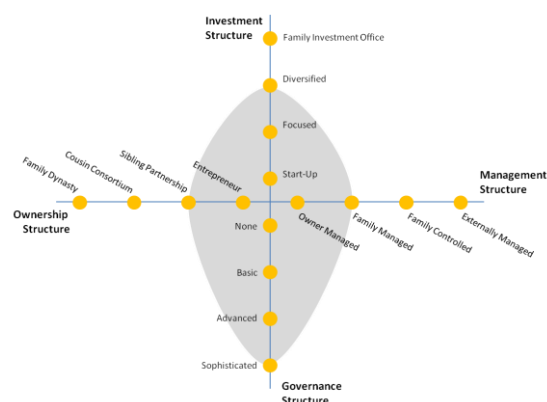 Investment
Structure
Family Investment Office
Diversified
Focused
Start-Up
Family Dynasty
Cousin Consortium
Sibling Partnership
Entrepreneur
Management
Structure
Ownership
Structure
Owner Managed
Family Managed
Family Controlled
Externally Managed
None
Basic
Advanced
Sophisticated
Governance
Structure